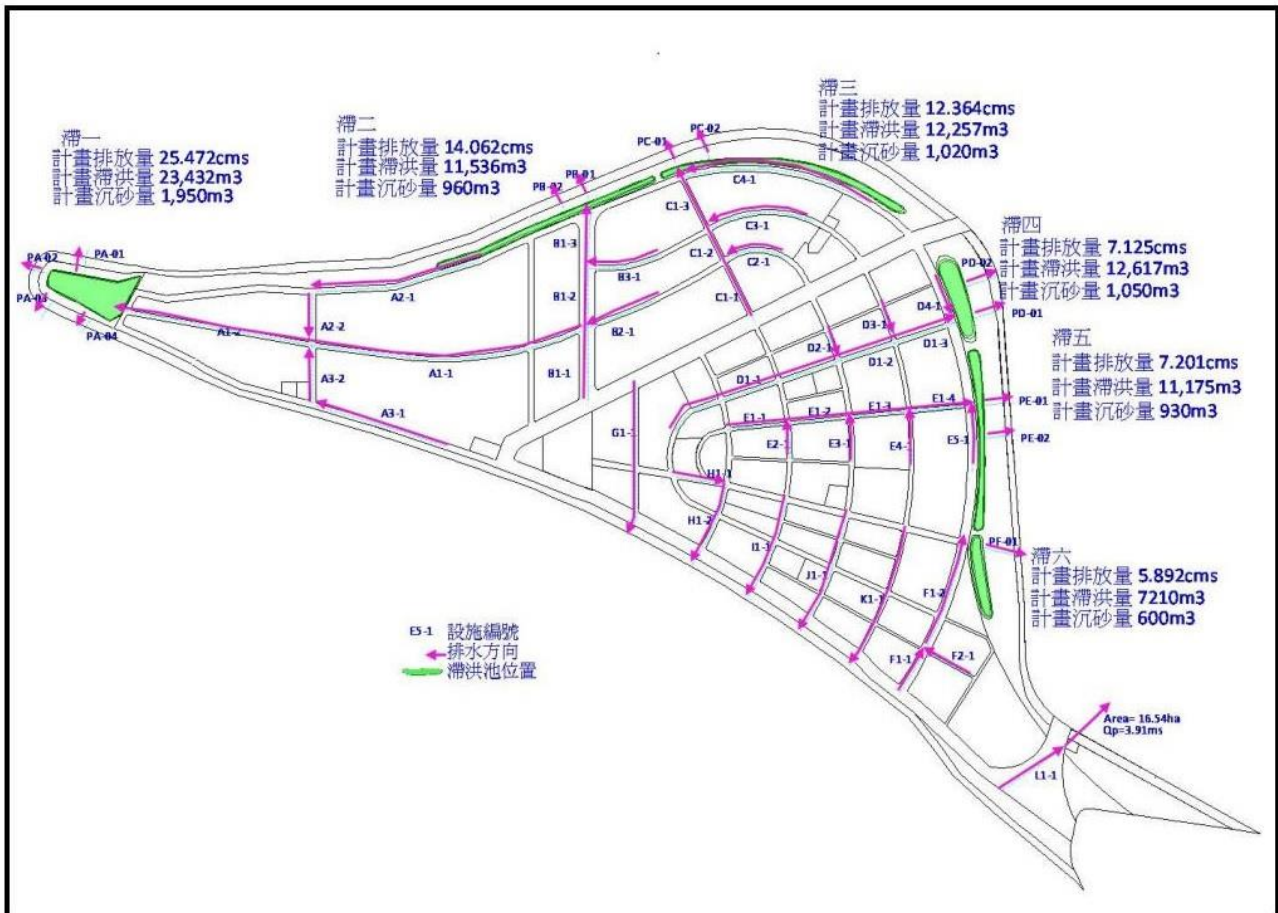 滯一
計畫排放量 25.472cms
計畫滯洪量 23,432m3
計畫沉砂量 1,950m3
滯二
計畫排放量 14.062cms
計畫滯洪量 11,536m3
計畫沉砂量 960m3
滯三
計畫排放量 12.364cms
計畫滯洪量 12,257m3
計畫沉砂量 1,020m3
滯四
計畫排放量 7.125cms
計畫滯洪量 12,617m3
計畫沉砂量 1,050m3
滯五
計畫排放量 7.201cms
計畫滯洪量 11,175m3
計畫沉砂量 930m3
滯六
計畫排放量 5.892cms
計畫滯洪量 7210m3
計畫沉砂量 600m3
PA-02
PA-01
PA-03
PA-04
PB-02
PB-01
PC-01
PC-02
PD-02
PD-01
PE-01
PE-02
PF-01
A1-2
A2-1
A2-2
A3-2
A1-1
A3-1
B1-3
B1-2
B3-1
B2-1
B1-1
C4-1
C1-3
C3-1
C1-2
C2-1
C1-1
D4-1
D3-1
D2-1
D1-3
D1-2
D1-1
E1-1
E1-2
E1-3
E1-4
E2-1
E3-1
E4-1
E5-1
G1-1
H1-1
H1-2
I1-1
J1-1
K1-1
F1-2
F1-1
F2-1
L1-1
Area= 16.54ha
Qp=3.91ms
E5-1 設施編號
排水方向
滯洪池位置